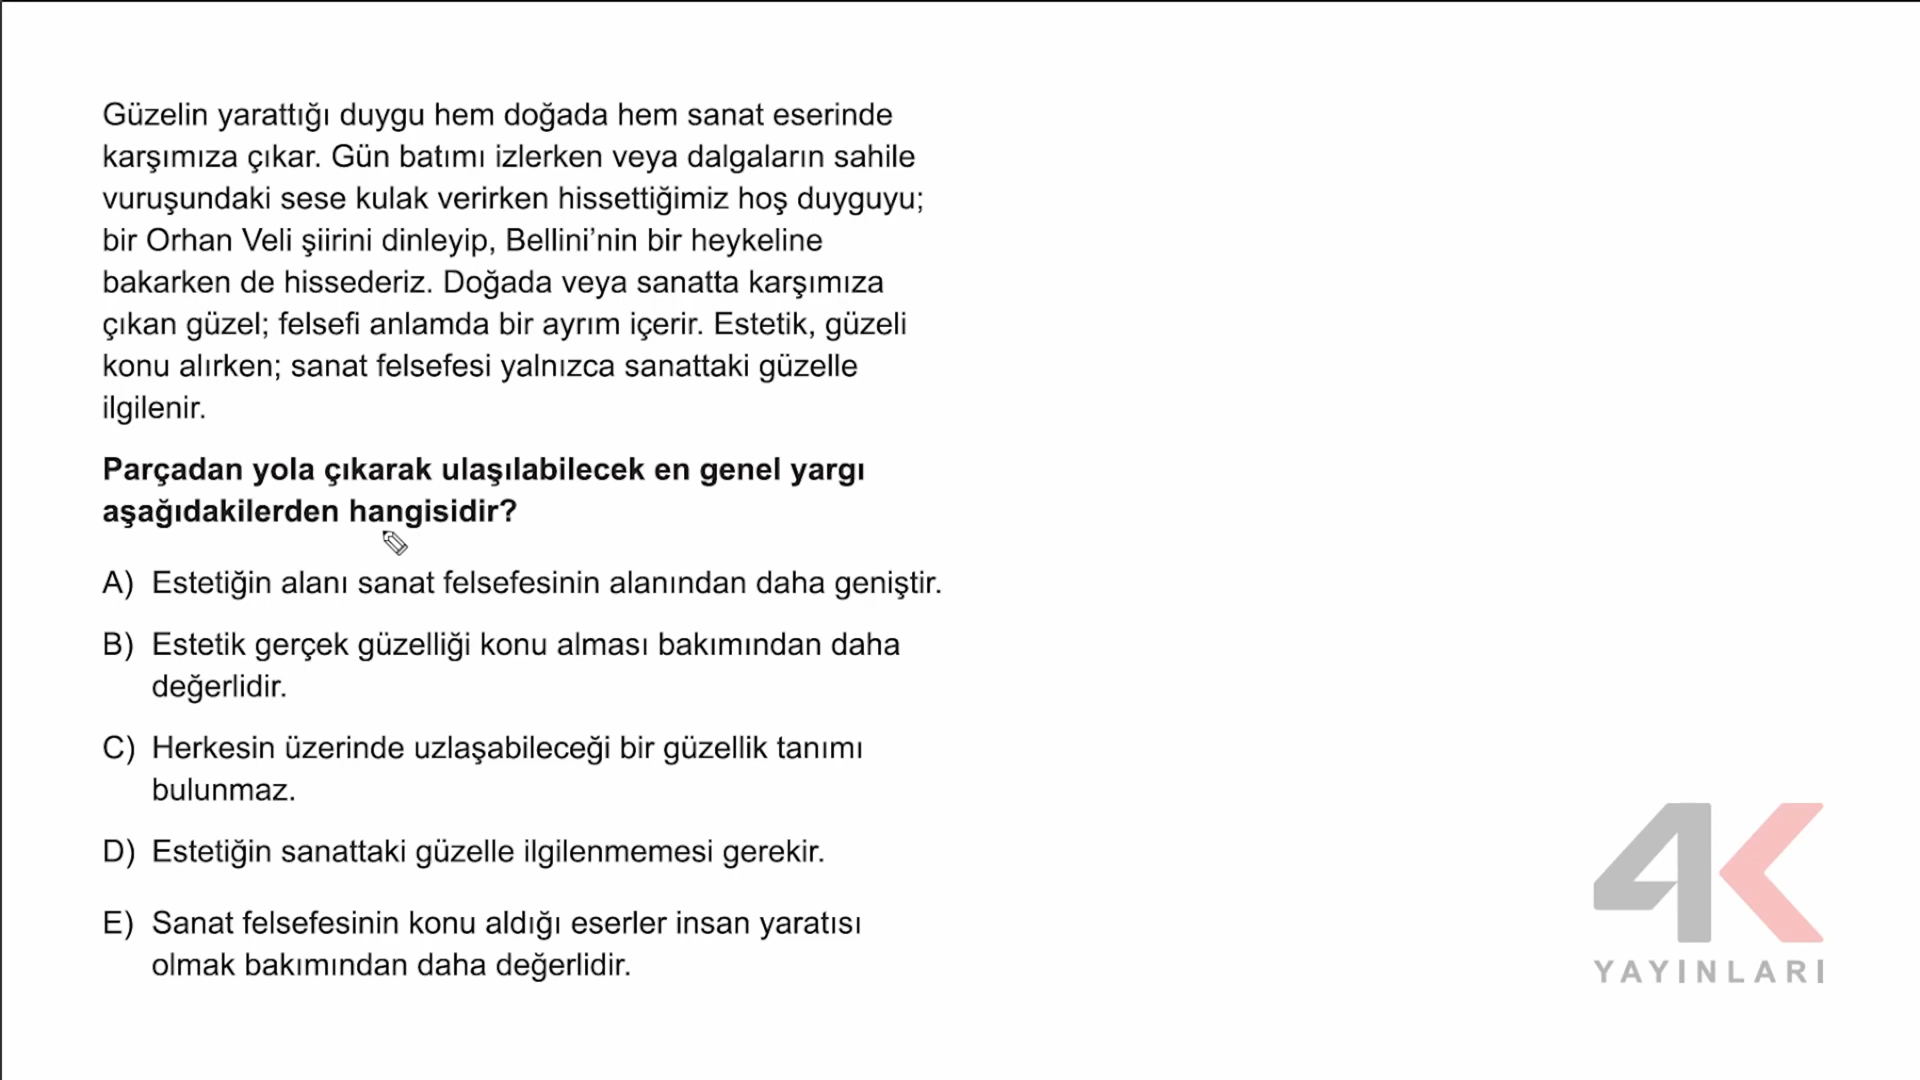 Güzelin yarattığı duygu hem doğada hem sanat eserinde
karşımıza çıkar. Gün batımı izlerken veya dalgaların sahile
vuruşundaki sese kulak verirken hissettiğimiz hoş duyguyu;
bir Orhan Veli şiirini dinleyip, Bellini’nin bir heykeline
bakarken de hissederiz. Doğada veya sanatta karşımıza
çıkan güzel; felsefi anlamda bir ayrım içerir. Estetik, güzeli
konu alırken; sanat felsefesi yalnızca sanattaki güzelle
ilgilenir.
Parçadan yola çıkarak ulaşılabilecek en genel yargı
aşağıdakilerden hangisidir?
A) Estetiğin alanı sanat felsefesinin alanından daha geniştir.
B) Estetik gerçek güzelliği konu alması bakımından daha
değerlidir.
C) Herkesin üzerinde uzlaşabileceği bir güzellik tanımı
bulunmaz.
D) Estetiğin sanattaki güzelle ilgilenmemesi gerekir.
E) Sanat felsefesinin konu aldığı eserler insan yaratısı
olmak bakımından daha değerlidir.
4K
YAYINLARI